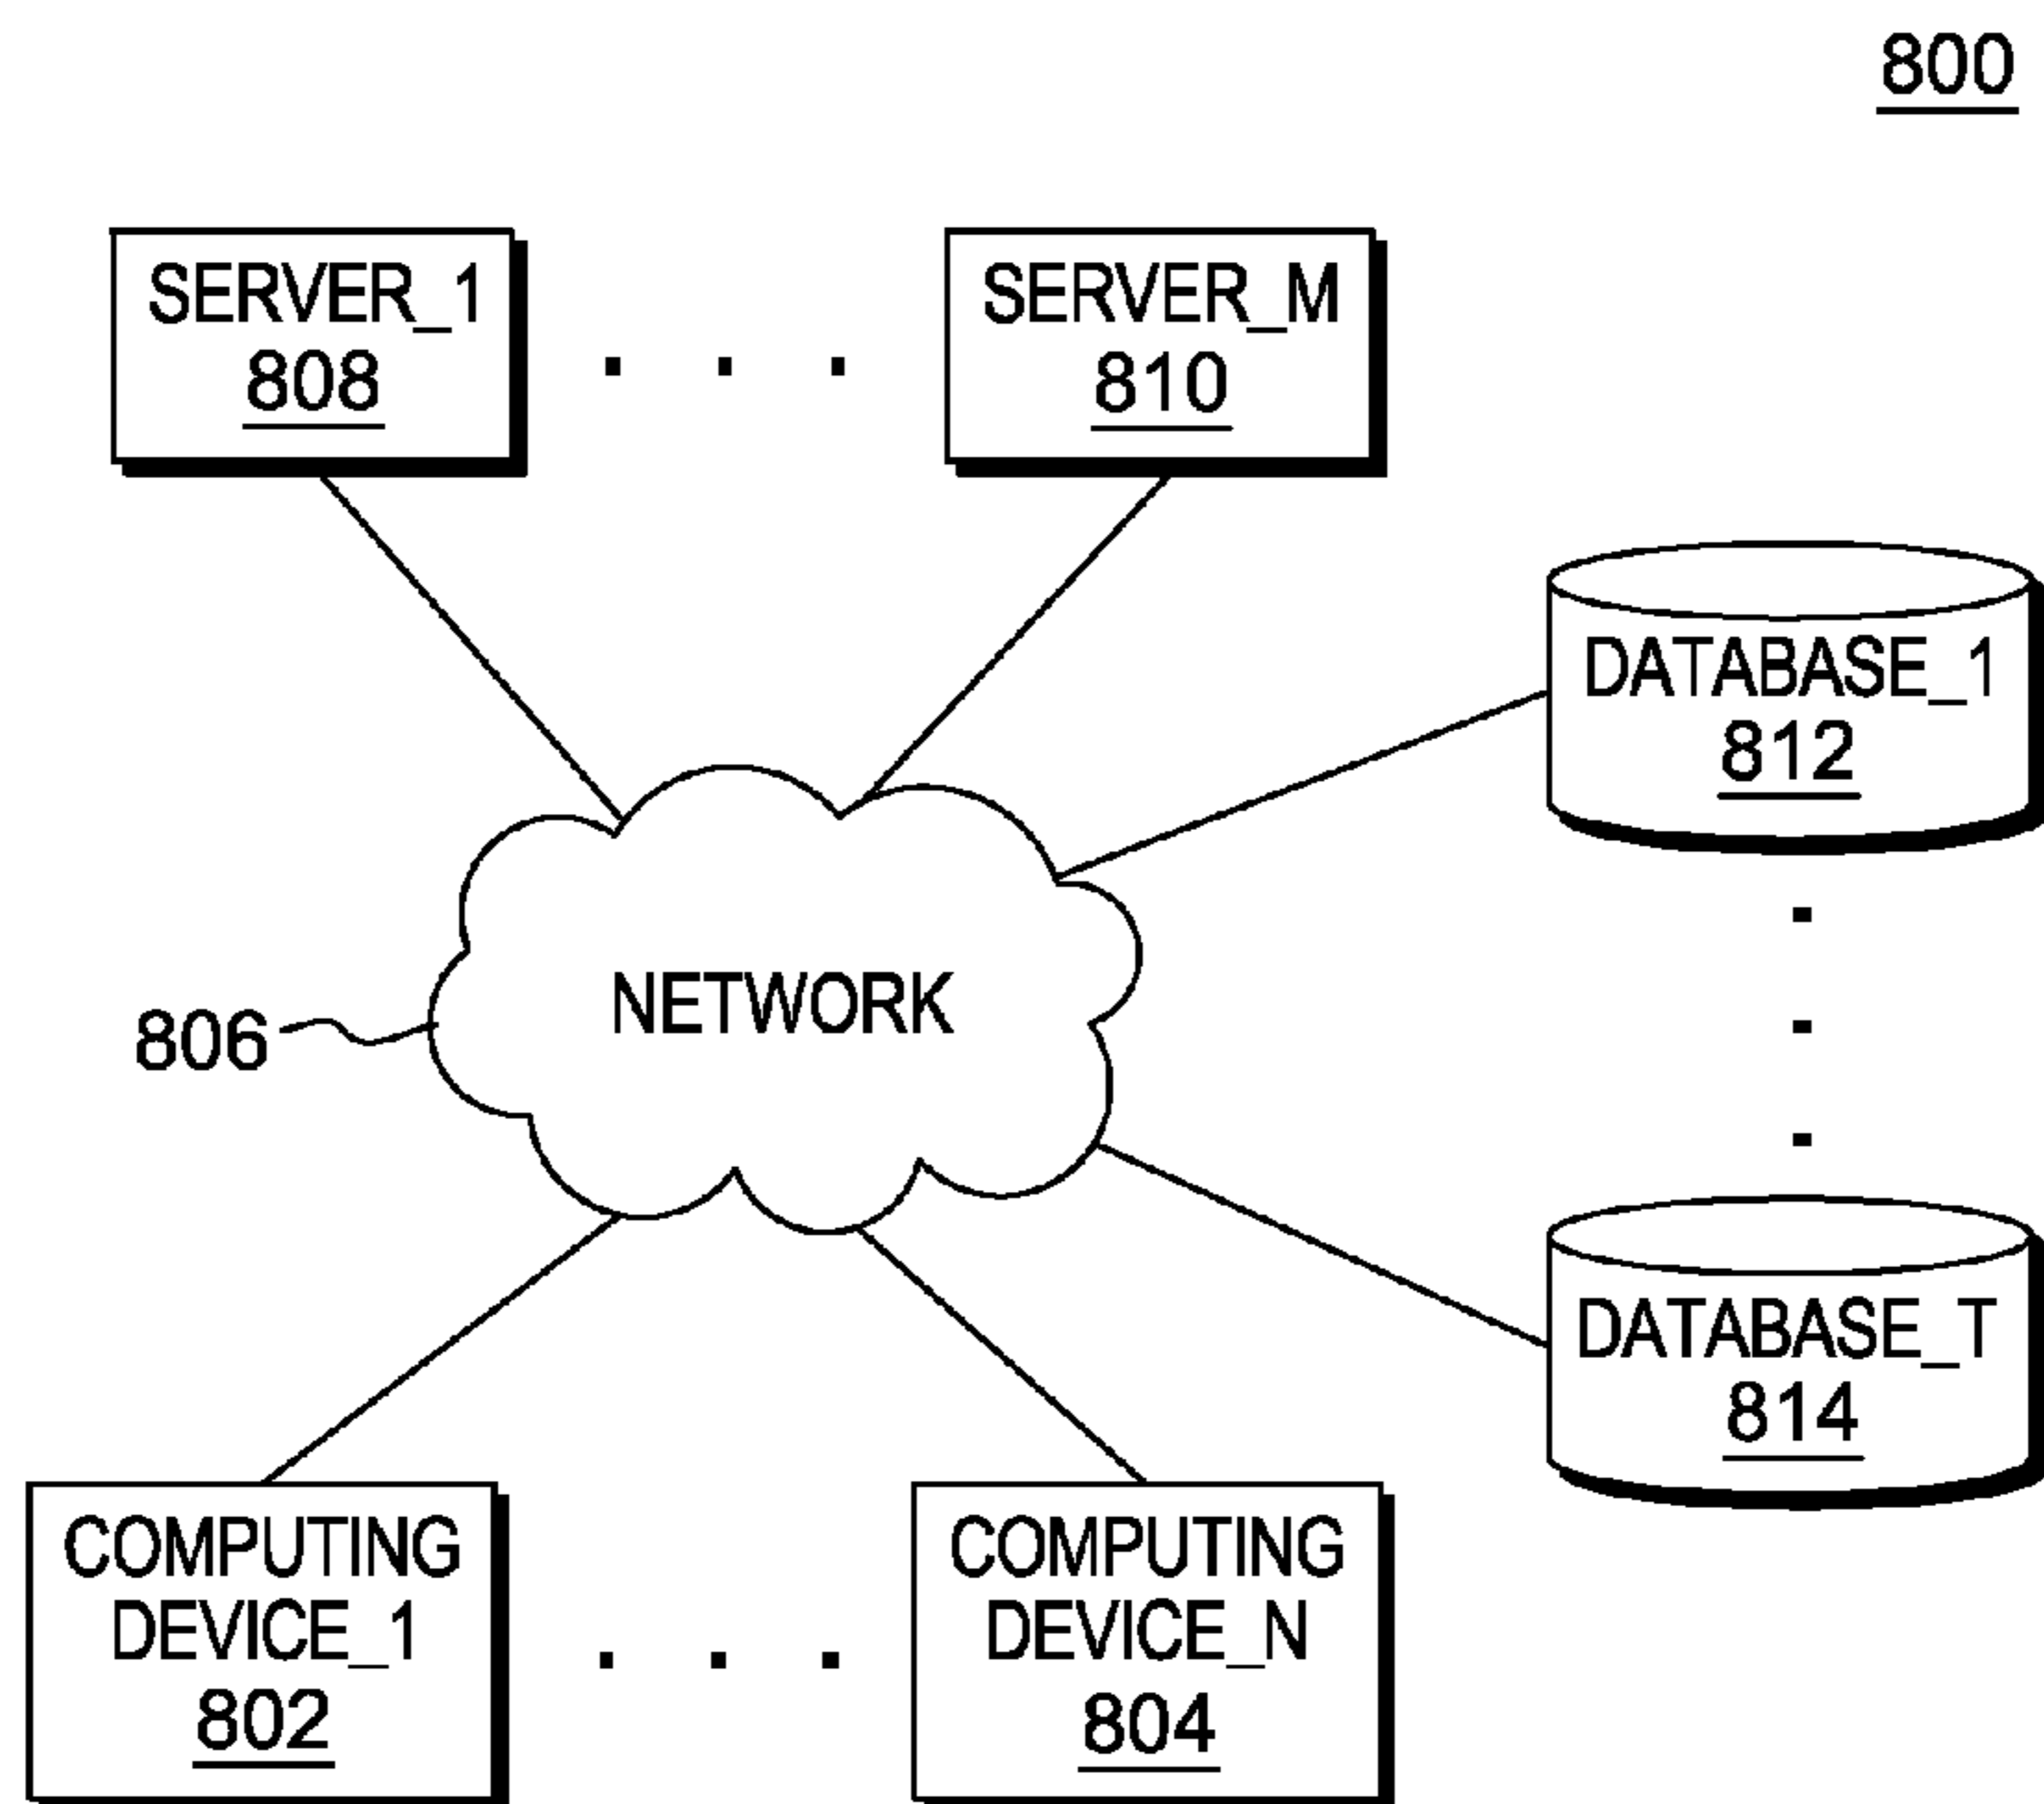 800
SERVER_1
808
. . .
SERVER_M
810
DATABASE_1
812
NETWORK
806
DATABASE_T
814
COMPUTING
DEVICE_1
802
. . .
COMPUTING
DEVICE_N
804